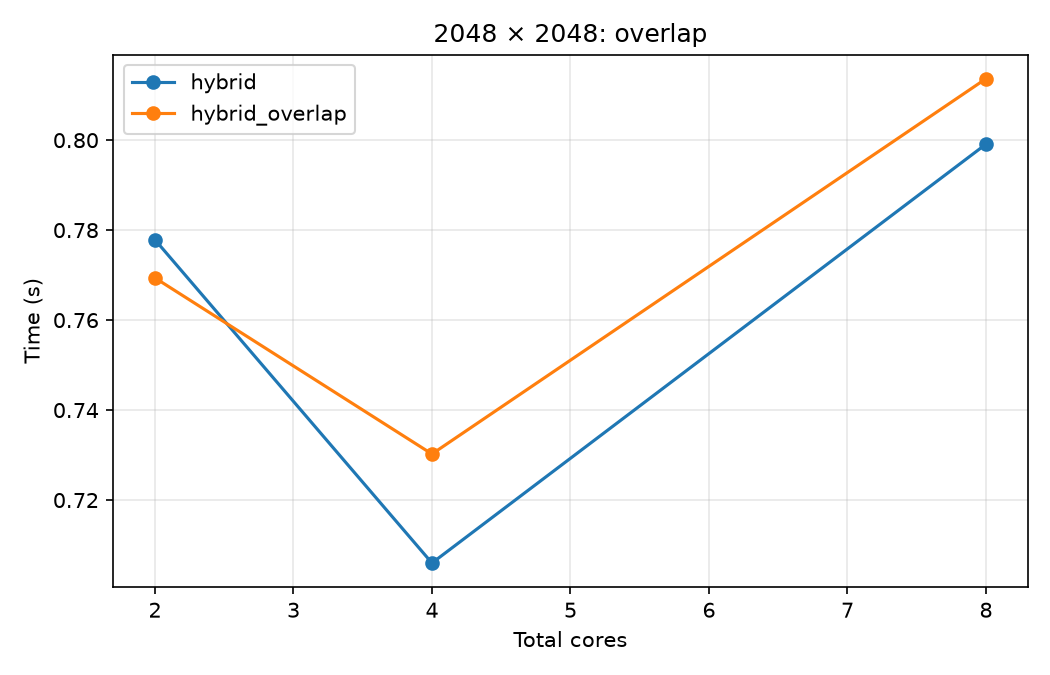 2048 × 2048: overlap
hybrid
hybrid_overlap
0.80
0.78
0.76
0.74
0.72
Time (s)
2 3 4 5 6 7 8
Total cores